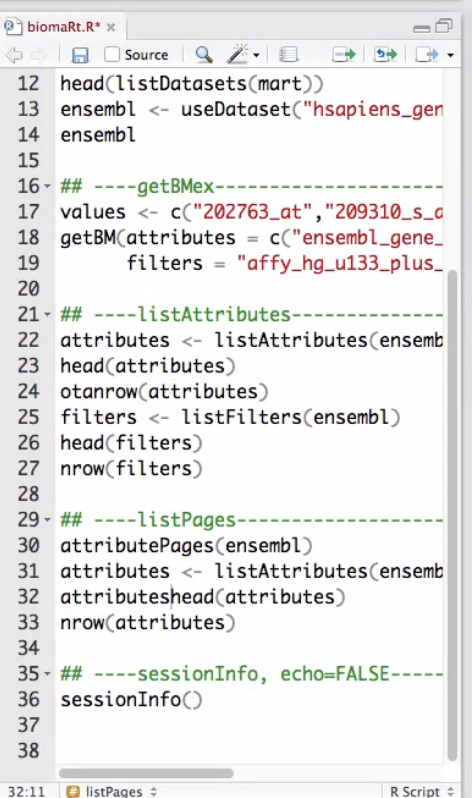 biomaRt.R*
Source
12 head(listDatasets(mart))
13 ensembl <- useDataset("hsapiens_gen
14 ensembl
15
16 ## ----getBMex---------------------
17 values <- c("202763_at","209310_s_a
18 getBM(attributes = c("ensembl_gene_
19       filters = "affy_hg_u133_plus_
20
21 ## ----listAttributes--------------
22 attributes <- listAttributes(ensemb
23 head(attributes)
24 otanrow(attributes)
25 filters <- listFilters(ensembl)
26 head(filters)
27 nrow(filters)
28
29 ## ----listPages-------------------
30 attributePages(ensembl)
31 attributes <- listAttributes(ensemb
32 attributeshead(attributes)
33 nrow(attributes)
34
35 ## ----sessionInfo, echo=FALSE-----
36 sessionInfo()
37
38
32:11 # listPages R Script